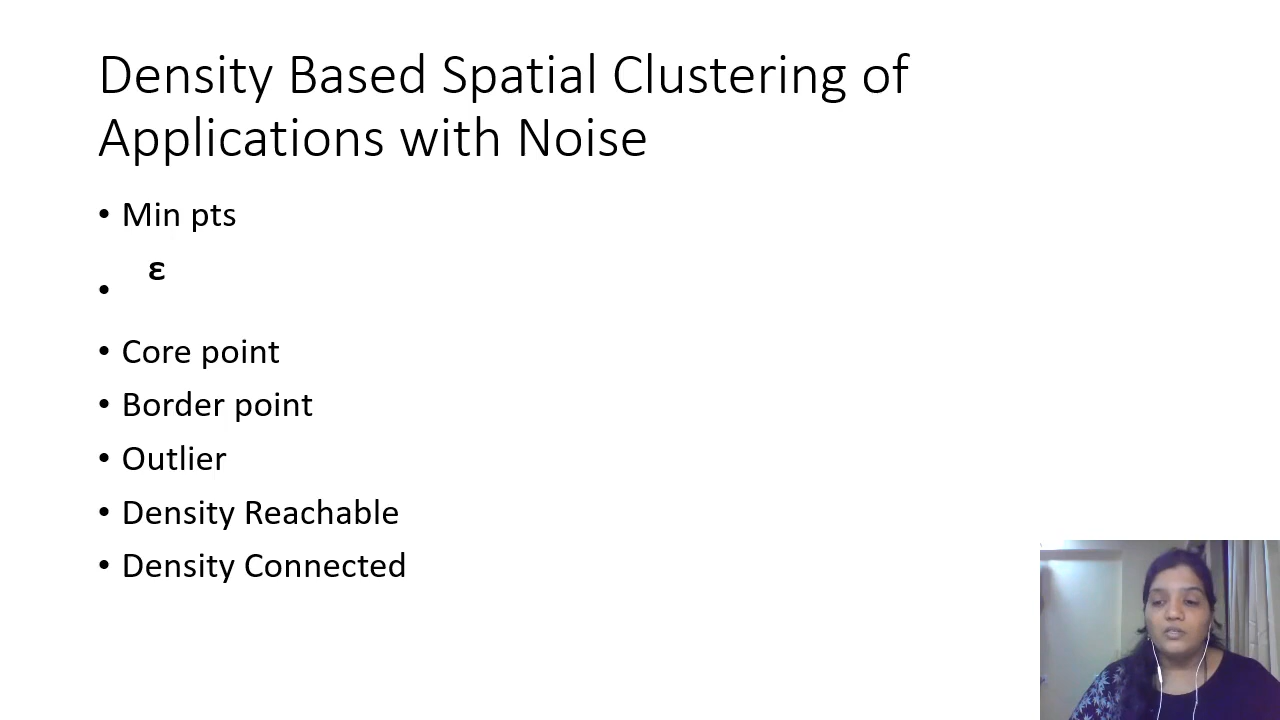 Density Based Spatial Clustering of
Applications with Noise
• Min pts
• ε
• Core point
• Border point
• Outlier
• Density Reachable
• Density Connected